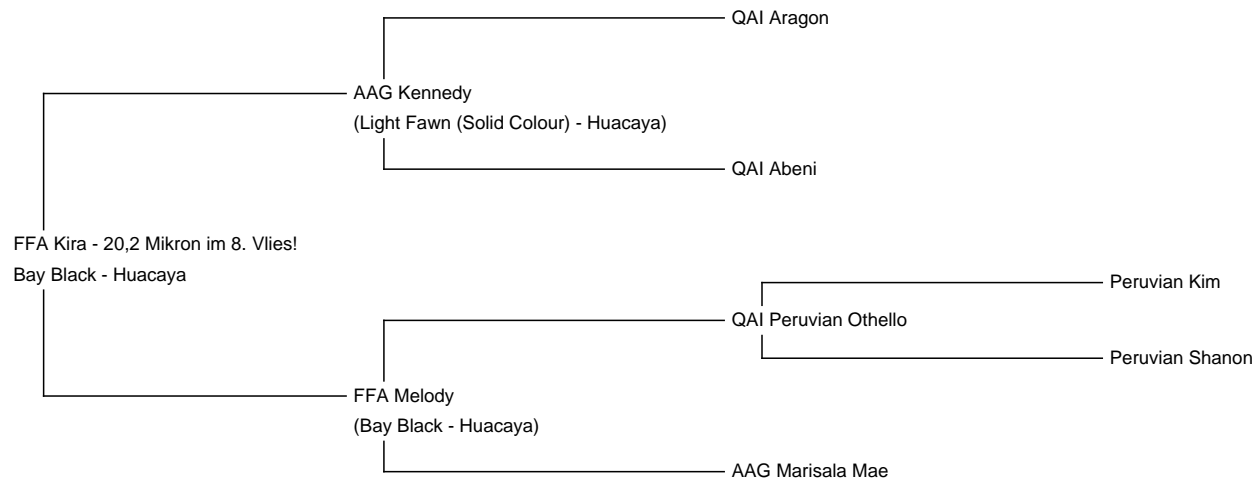 QAI Aragon
AAG Kennedy
(Light Fawn (Solid Colour) - Huacaya)
QAI Abeni
FFA Kira - 20,2 Mikron im 8. Vlies!
Bay Black - Huacaya
Peruvian Kim
QAI Peruvian Othello
Peruvian Shanon
FFA Melody
(Bay Black - Huacaya)
AAG Marisala Mae